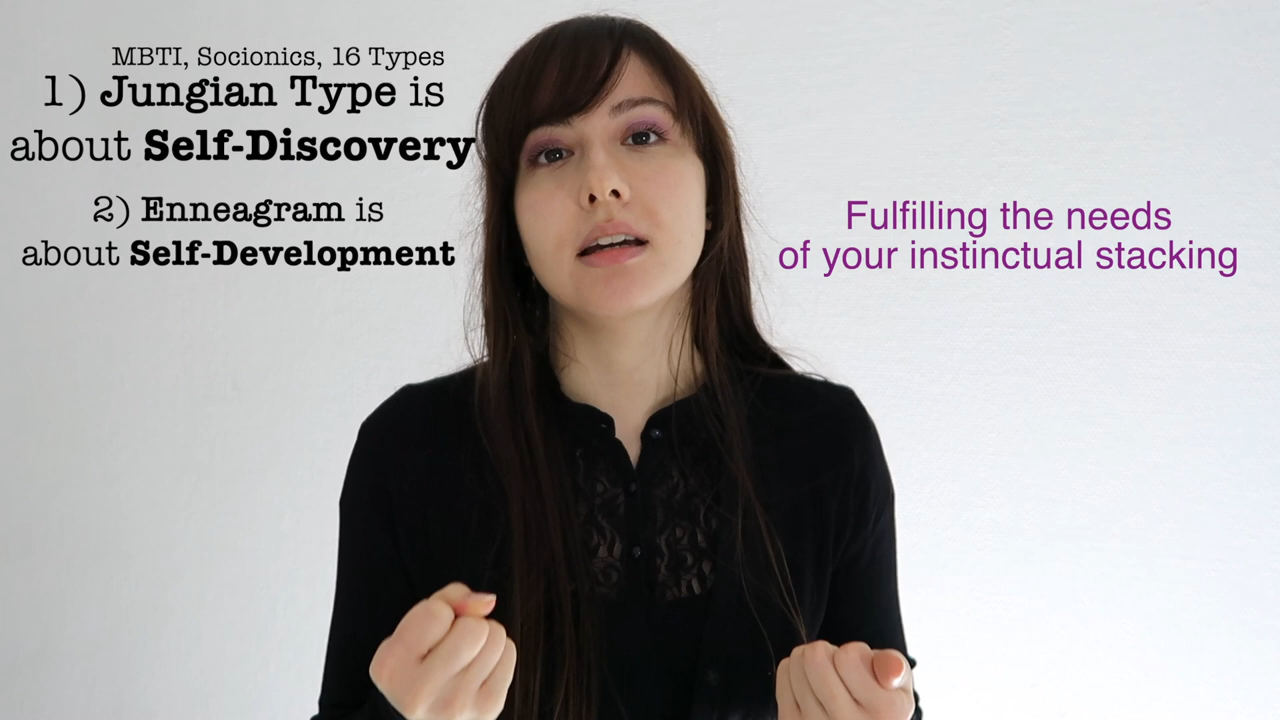 MBTI, Socionics, 16 Types
1) Jungian Type is
about Self-Discovery
2) Enneagram is
about Self-Development
Fulfilling the needs
of your instinctual stacking